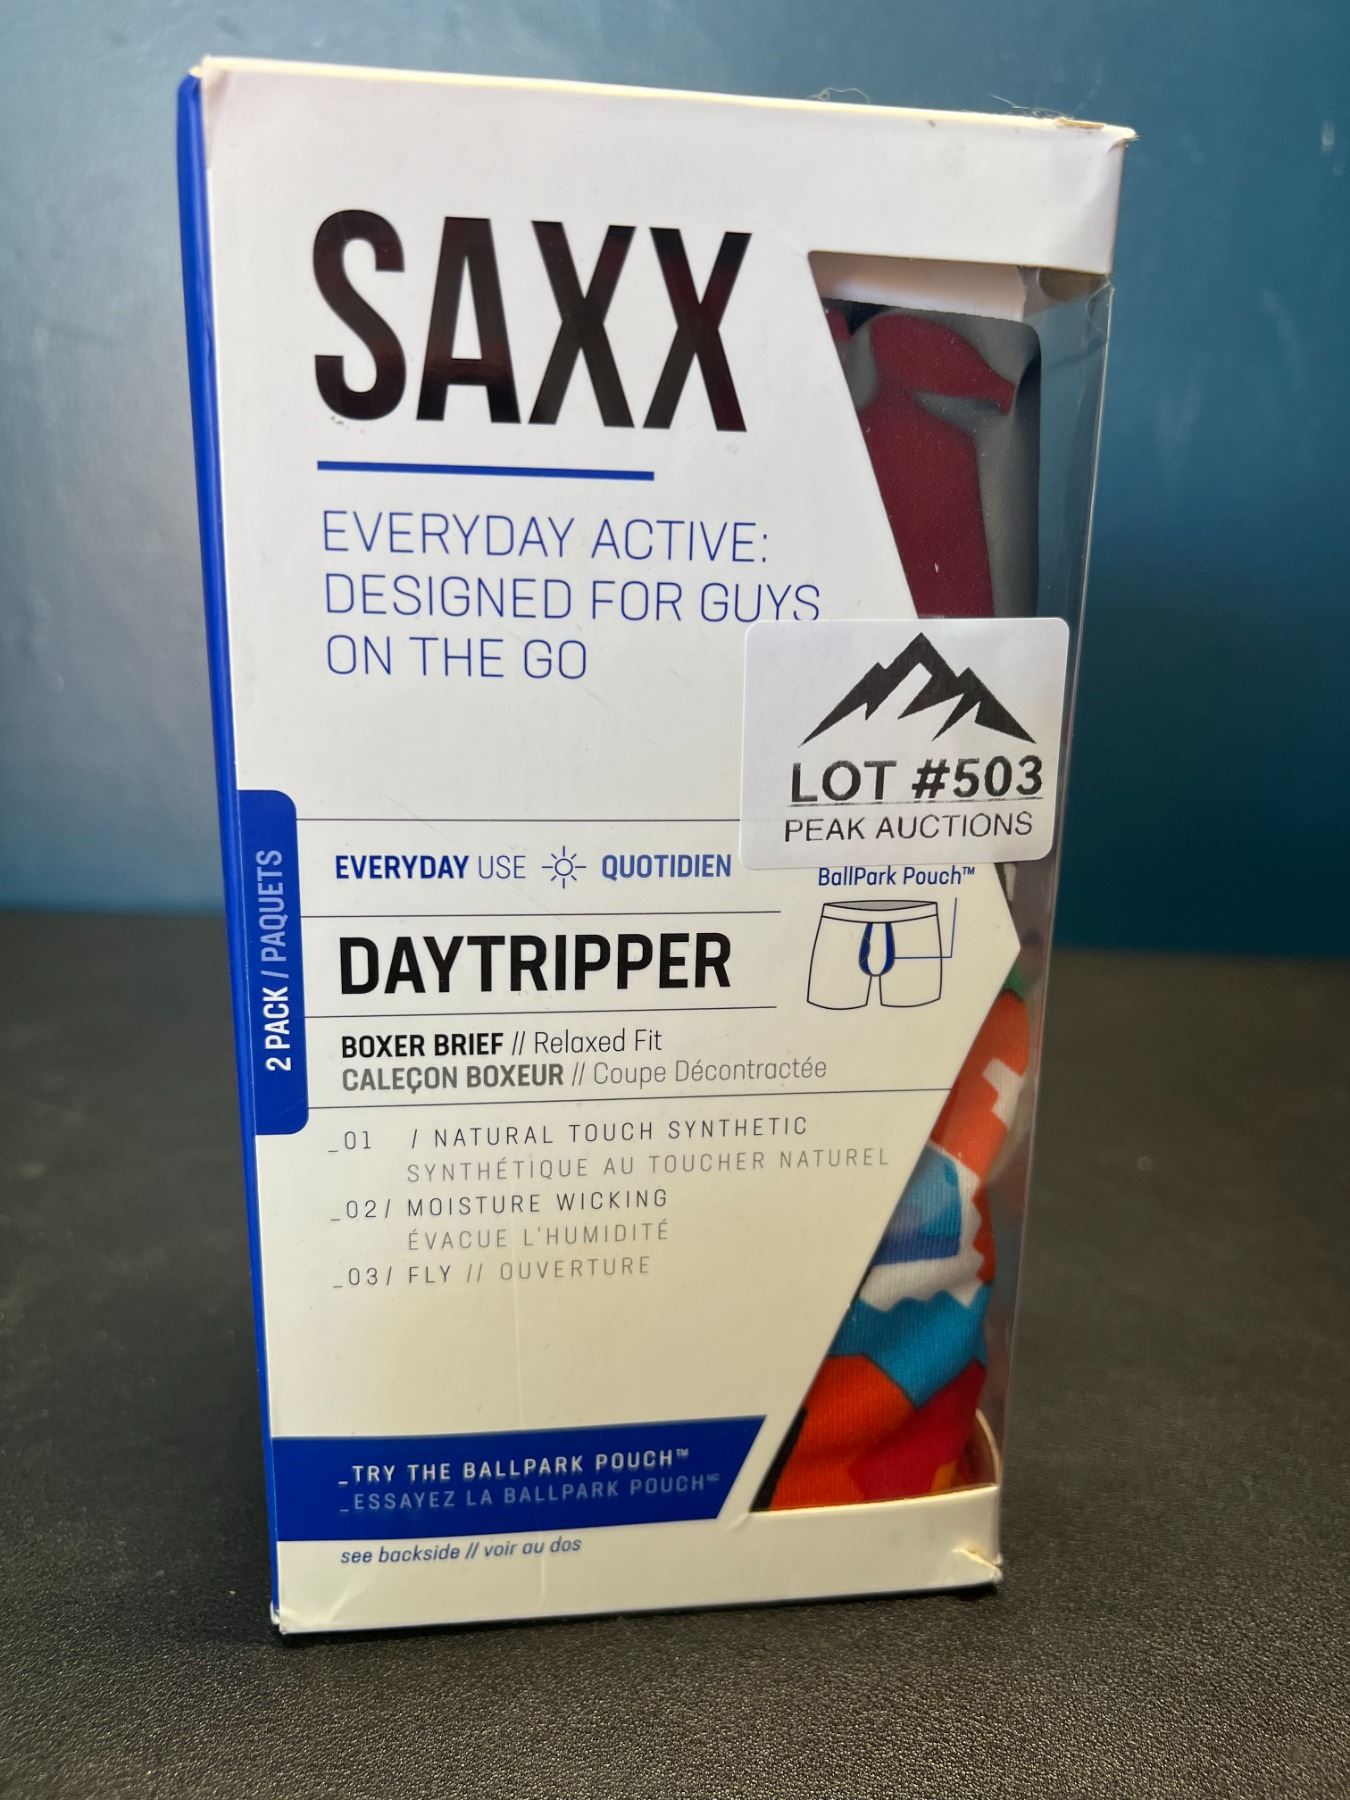 SAXX
EVERYDAY ACTIVE:
DESIGNED FOR GUYS
ON THE GO
LOT #503
PEAK AUCTIONS
2 PACK / PAQUETS
EVERYDAY USE QUOTIDIEN
BallPark Pouch™
DAYTRIPPER
BOXER BRIEF // Relaxed Fit
CALEÇON BOXEUR // Coupe Décontractée
_01 / NATURAL TOUCH SYNTHETIC
SYNTHÉTIQUE AU TOUCHER NATUREL
_02/ MOISTURE WICKING
ÉVACUE L'HUMIDITÉ
_03/ FLY // OUVERTURE
_TRY THE BALLPARK POUCH™
_ESSAYEZ LA BALLPARK POUCH MC
see backside // voir au dos